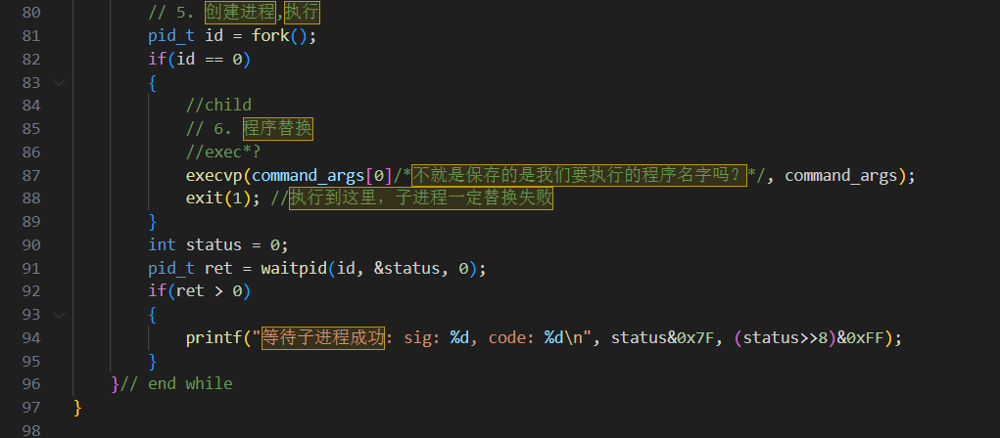 80 // 5. 创建进程,执行
81 pid_t id = fork();
82 if(id == 0)
83 {
84 //child
85 // 6. 程序替换
86 //exec*?
87 execvp(command_args[0]/*不就是保存的是我们要执行的程序名字吗？*/, command_args);
88 exit(1); //执行到这里，子进程一定替换失败
89 }
90 int status = 0;
91 pid_t ret = waitpid(id, &status, 0);
92 if(ret > 0)
93 {
94 printf("等待子进程成功: sig: %d, code: %d\n", status&0x7F, (status>>8)&0xFF);
95 }
96 }// end while
97 }
98